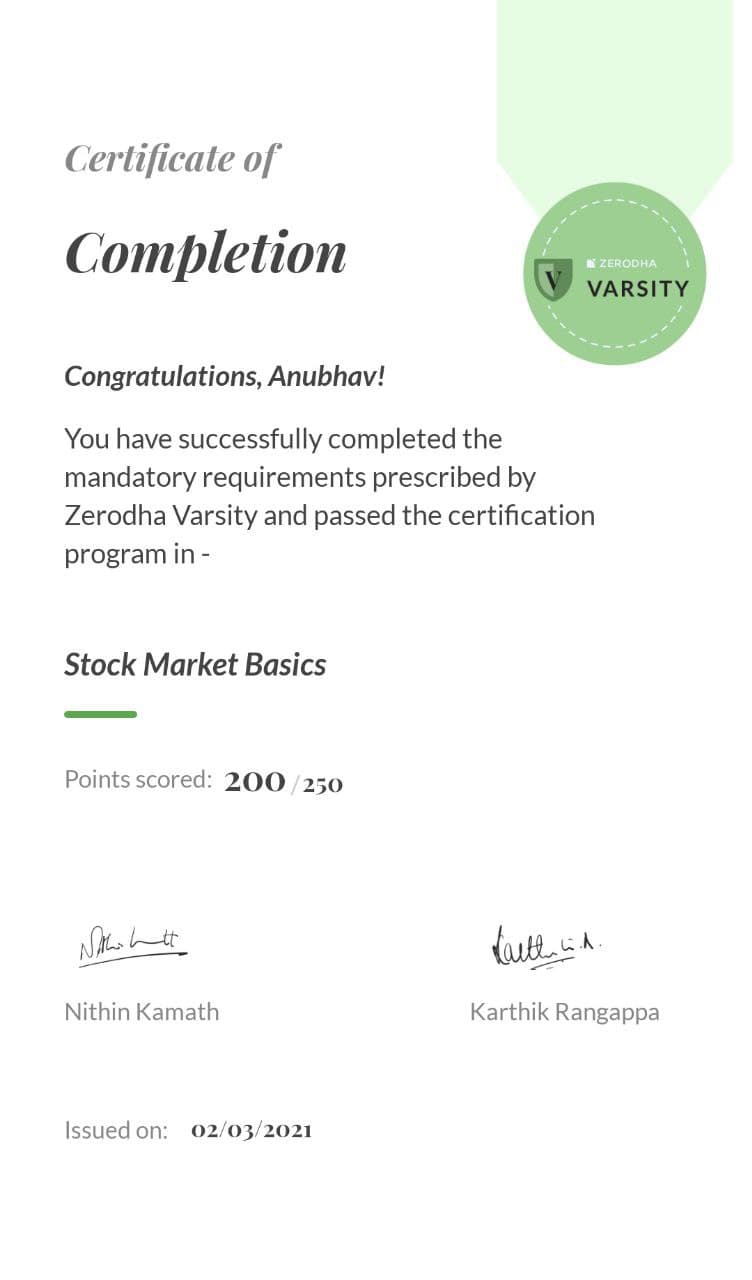 Certificate of
Completion
V
ZERODHA
VARSITY
Congratulations, Anubhav!
You have successfully completed the
mandatory requirements prescribed by
Zerodha Varsity and passed the certification
program in -
Stock Market Basics
Points scored: 200 / 250
Nithin Kamath
Karthik Rangappa
Issued on: 02/03/2021